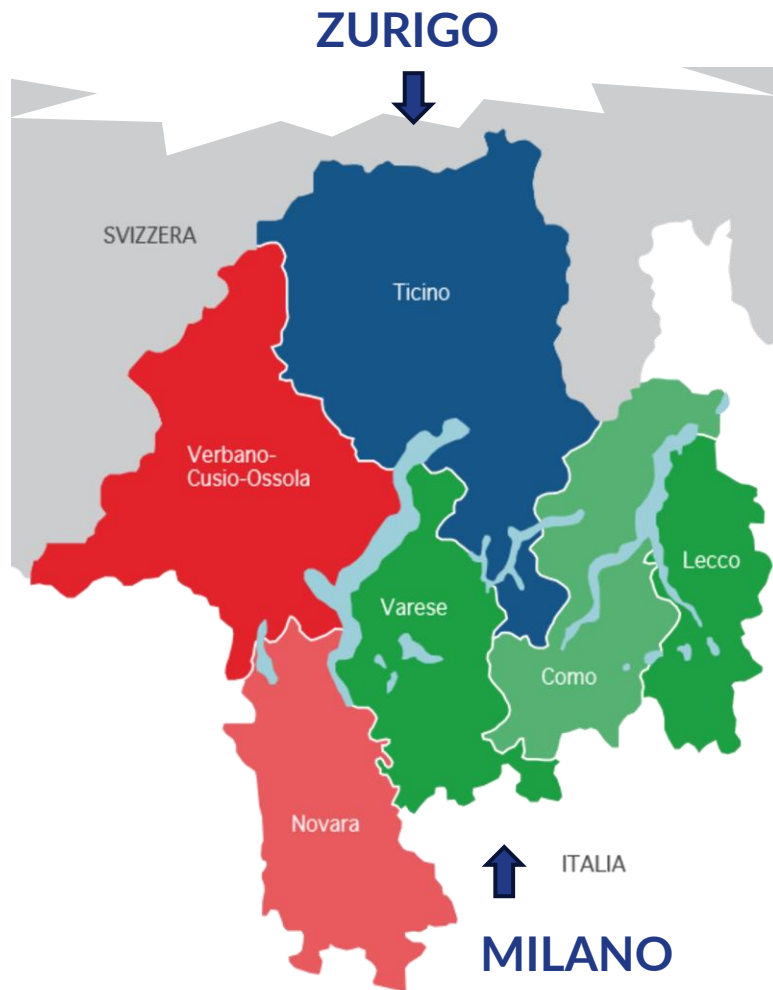 ZURIGO
SVIZZERA
Ticino
Verbano-
Cusio-Ossola
Lecco
Varese
Como
Novara
ITALIA
MILANO